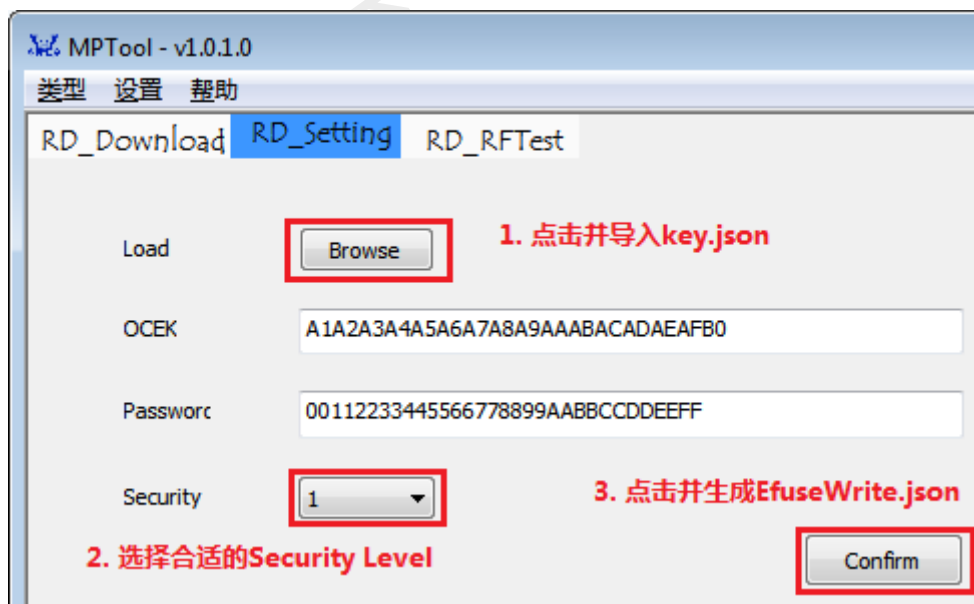 MPTool - v1.0.1.0
类型 设置 帮助
RD_Download RD_Setting RD_RFTest
Load Browse 1. 点击并导入key.json
OCEK A1A2A3A4A5A6A7A8A9AAABACADAEAFB0
Passworc 00112233445566778899AABBCCDDEEFF
Security 1 3. 点击并生成EfuseWrite.json
2. 选择合适的Security Level
Confirm